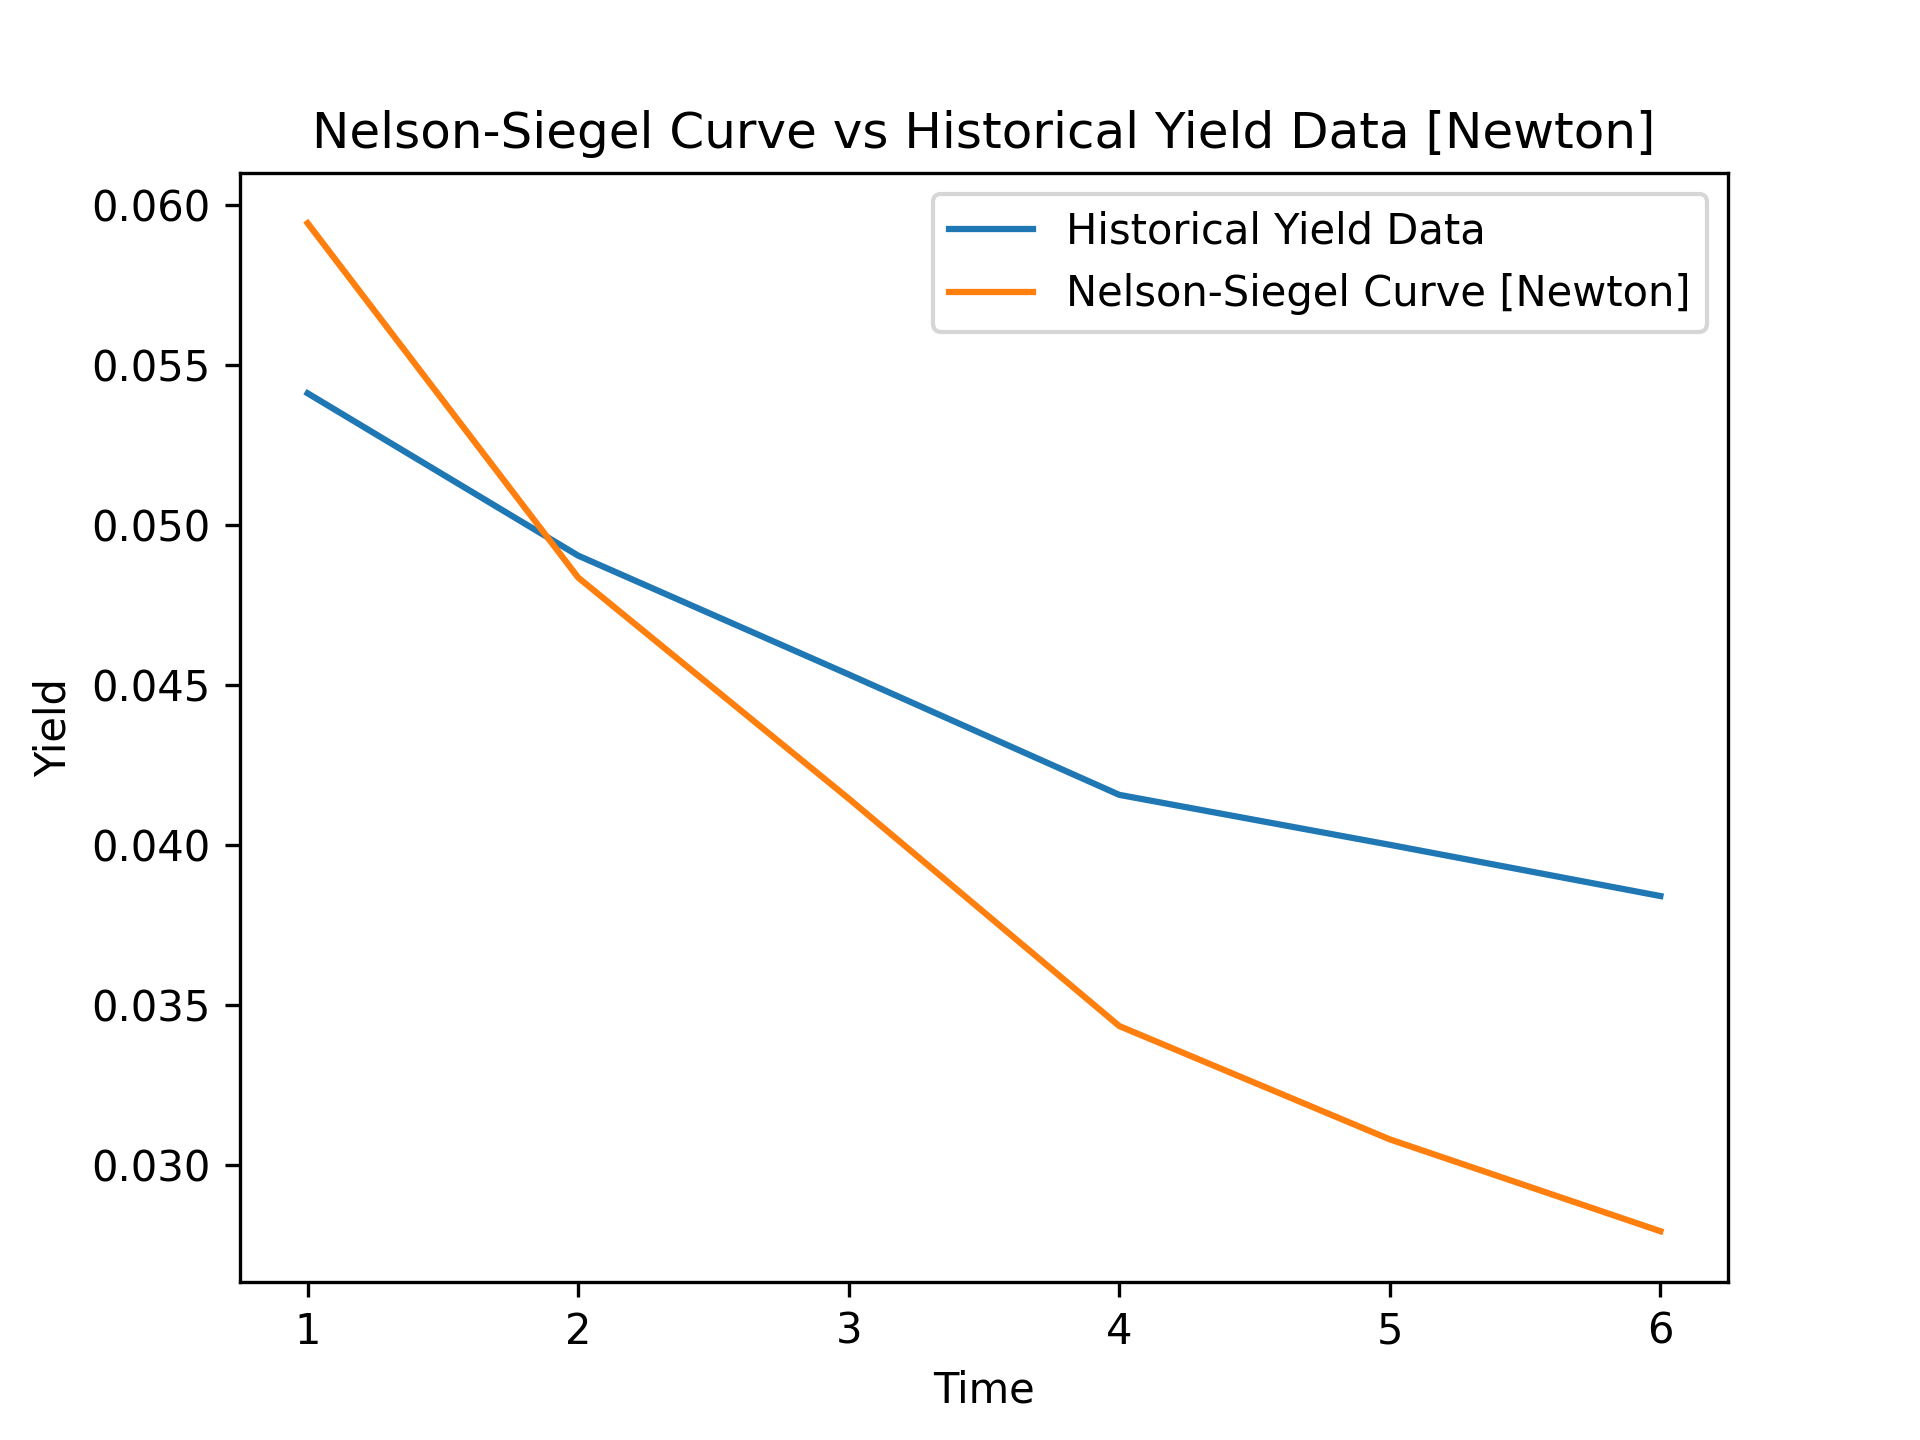 Nelson-Siegel Curve vs Historical Yield Data [Newton]
Historical Yield Data
Nelson-Siegel Curve [Newton]
Yield
0.060
0.055
0.050
0.045
0.040
0.035
0.030
1 2 3 4 5 6
Time